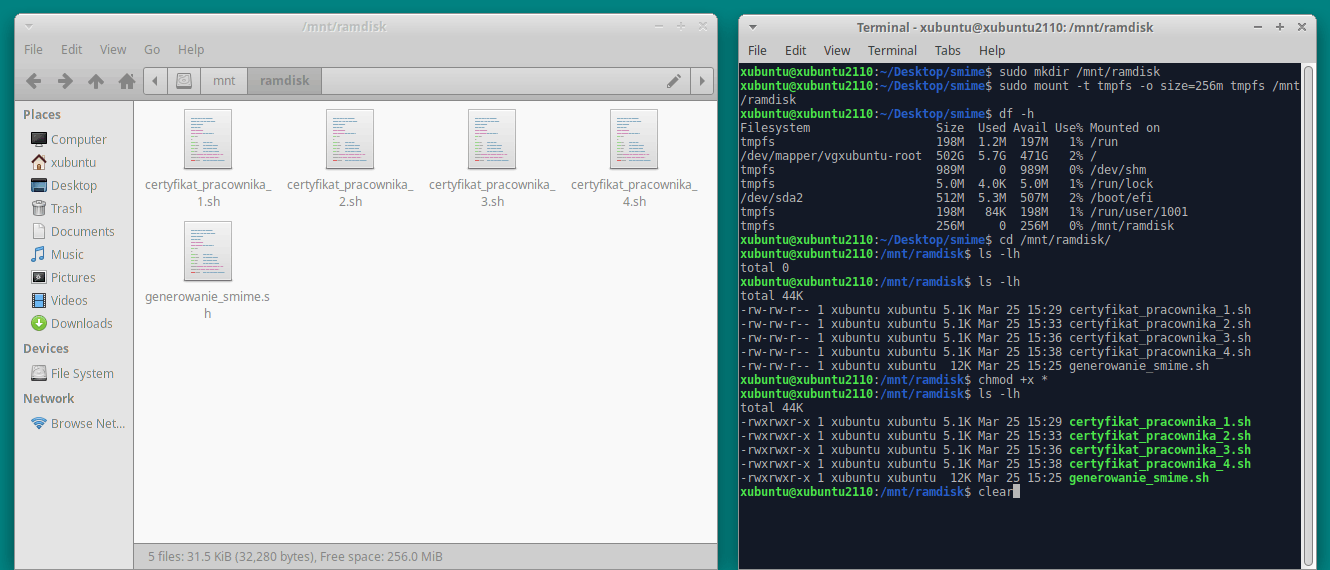 /mnt/ramdisk
File Edit View Go Help
mnt ramdisk
Places
Computer
xubuntu
Desktop
Trash
Documents
Music
Pictures
Videos
Downloads
Devices
File System
Network
Browse Net...
certyfikat_pracownika_
1.sh
certyfikat_pracownika_
2.sh
certyfikat_pracownika_
3.sh
certyfikat_pracownika_
4.sh
generowanie_smime.s
h
5 files: 31.5 KiB (32,280 bytes), Free space: 256.0 MiB
Terminal - xubuntu@xubuntu2110: /mnt/ramdisk
File Edit View Terminal Tabs Help
xubuntu@xubuntu2110:~/Desktop/smime$ sudo mkdir /mnt/ramdisk
xubuntu@xubuntu2110:~/Desktop/smime$ sudo mount -t tmpfs -o size=256m tmpfs /mnt
/ramdisk
xubuntu@xubuntu2110:~/Desktop/smime$ df -h
Filesystem                  Size  Used Avail Use% Mounted on
tmpfs                       198M  1.2M  197M   1% /run
/dev/mapper/vgxubuntu-root  502G  5.7G  471G   2% /
tmpfs                       989M     0  989M   0% /dev/shm
tmpfs                       5.0M  4.0K  5.0M   1% /run/lock
/dev/sda2                   512M  5.3M  507M   2% /boot/efi
tmpfs                       198M   84K  198M   1% /run/user/1001
tmpfs                       256M     0  256M   0% /mnt/ramdisk
xubuntu@xubuntu2110:~/Desktop/smime$ cd /mnt/ramdisk/
xubuntu@xubuntu2110:/mnt/ramdisk$ ls -lh
total 0
xubuntu@xubuntu2110:/mnt/ramdisk$ ls -lh
total 44K
-rw-rw-r-- 1 xubuntu xubuntu 5.1K Mar 25 15:29 certyfikat_pracownika_1.sh
-rw-rw-r-- 1 xubuntu xubuntu 5.1K Mar 25 15:33 certyfikat_pracownika_2.sh
-rw-rw-r-- 1 xubuntu xubuntu 5.1K Mar 25 15:36 certyfikat_pracownika_3.sh
-rw-rw-r-- 1 xubuntu xubuntu 5.1K Mar 25 15:38 certyfikat_pracownika_4.sh
-rw-rw-r-- 1 xubuntu xubuntu  12K Mar 25 15:25 generowanie_smime.sh
xubuntu@xubuntu2110:/mnt/ramdisk$ chmod +x *
xubuntu@xubuntu2110:/mnt/ramdisk$ ls -lh
total 44K
-rwxrwxr-x 1 xubuntu xubuntu 5.1K Mar 25 15:29 certyfikat_pracownika_1.sh
-rwxrwxr-x 1 xubuntu xubuntu 5.1K Mar 25 15:33 certyfikat_pracownika_2.sh
-rwxrwxr-x 1 xubuntu xubuntu 5.1K Mar 25 15:36 certyfikat_pracownika_3.sh
-rwxrwxr-x 1 xubuntu xubuntu 5.1K Mar 25 15:38 certyfikat_pracownika_4.sh
-rwxrwxr-x 1 xubuntu xubuntu  12K Mar 25 15:25 generowanie_smime.sh
xubuntu@xubuntu2110:/mnt/ramdisk$ clear